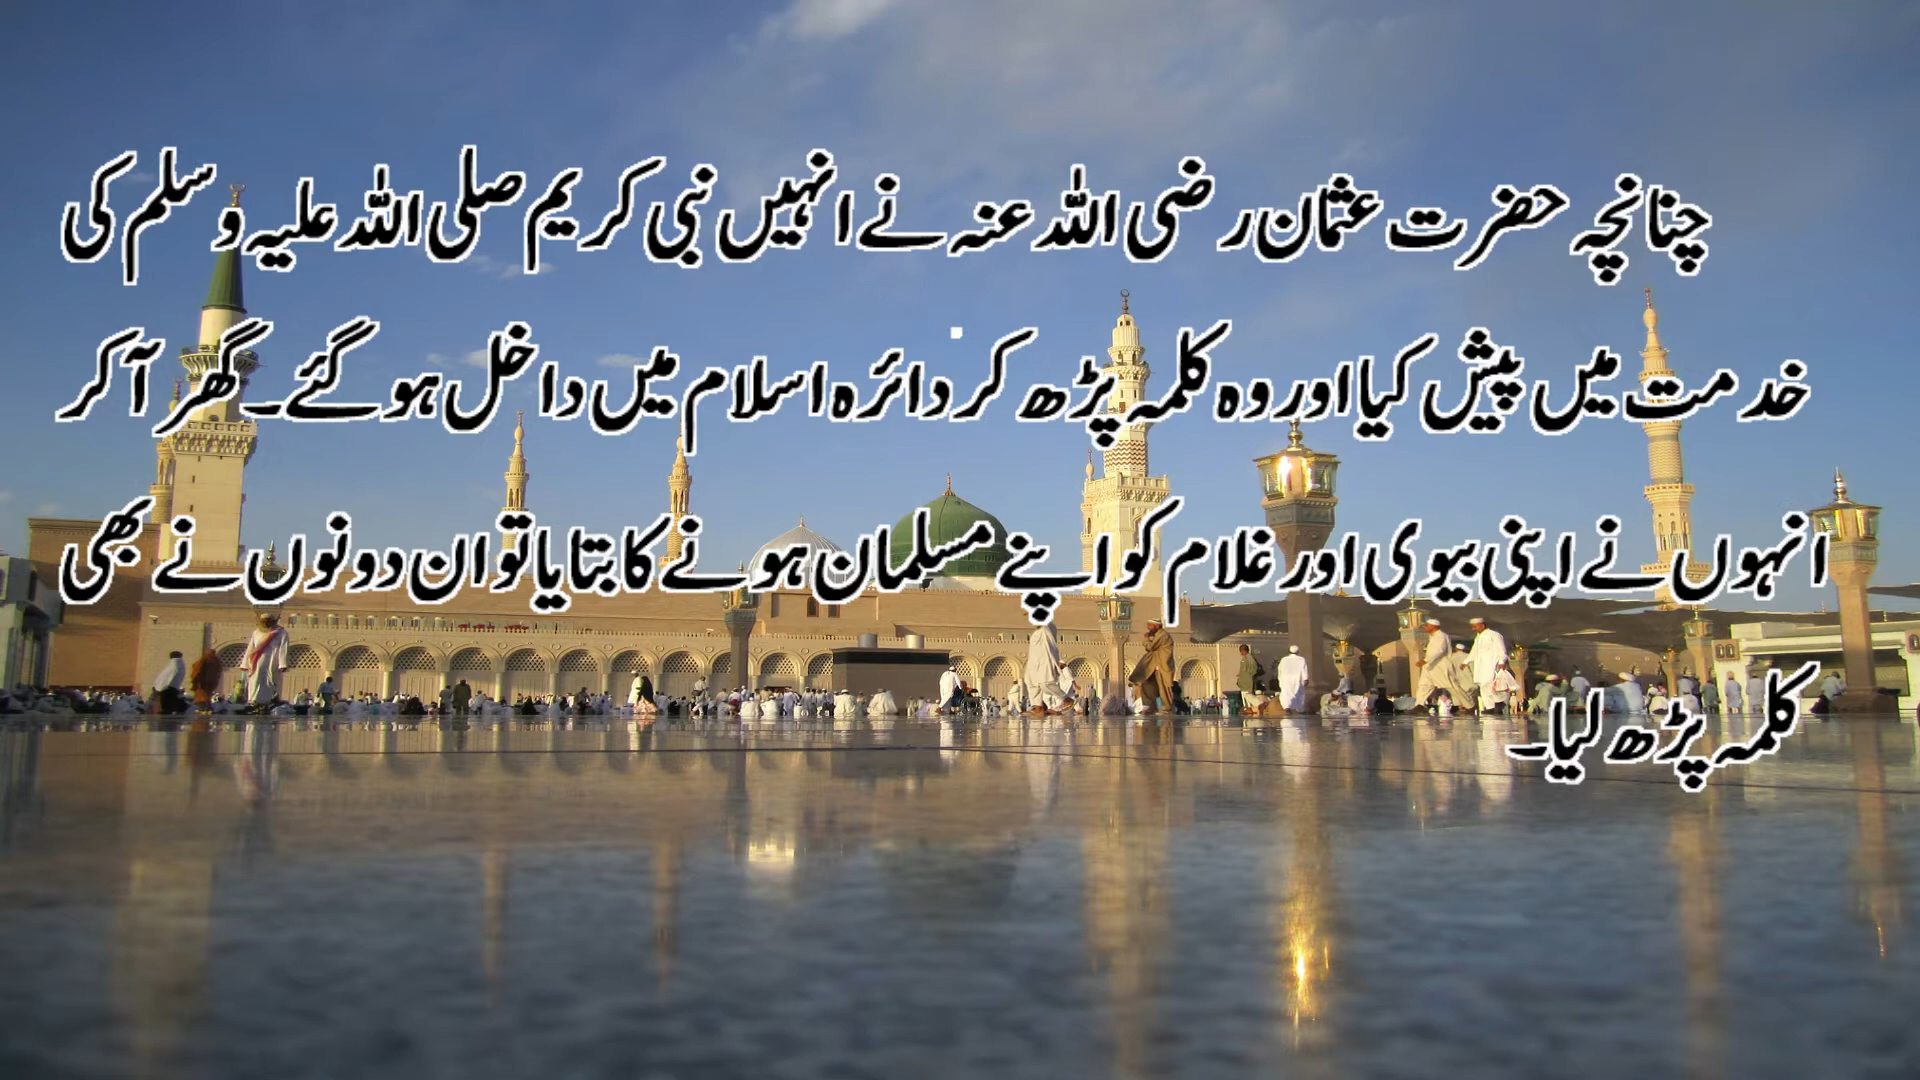 چنانچہ حضرت عثمان رضی اللہ عنہ نے انہیں نبی کریم صلی اللہ علیہ وسلم کی
خدمت میں پیش کیا اور وہ کلمہ پڑھ کر دائرہ اسلام میں داخل ہو گئے۔ گھر آ کر
انہوں نے اپنی بیوی اور غلام کو اپنے مسلمان ہونے کا بتایا تو ان دونوں نے بھی
کلمہ پڑھ لیا۔